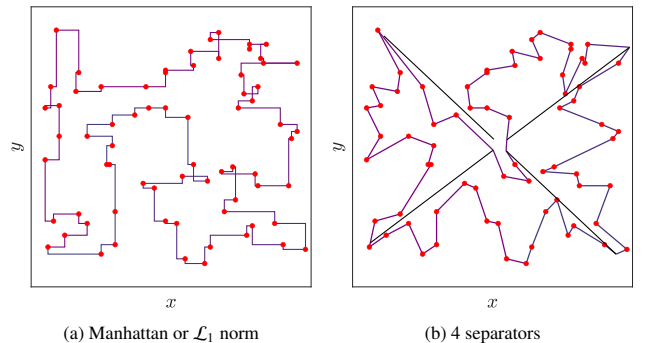 y
x
(a) Manhattan or ℒ₁ norm
y
x
(b) 4 separators